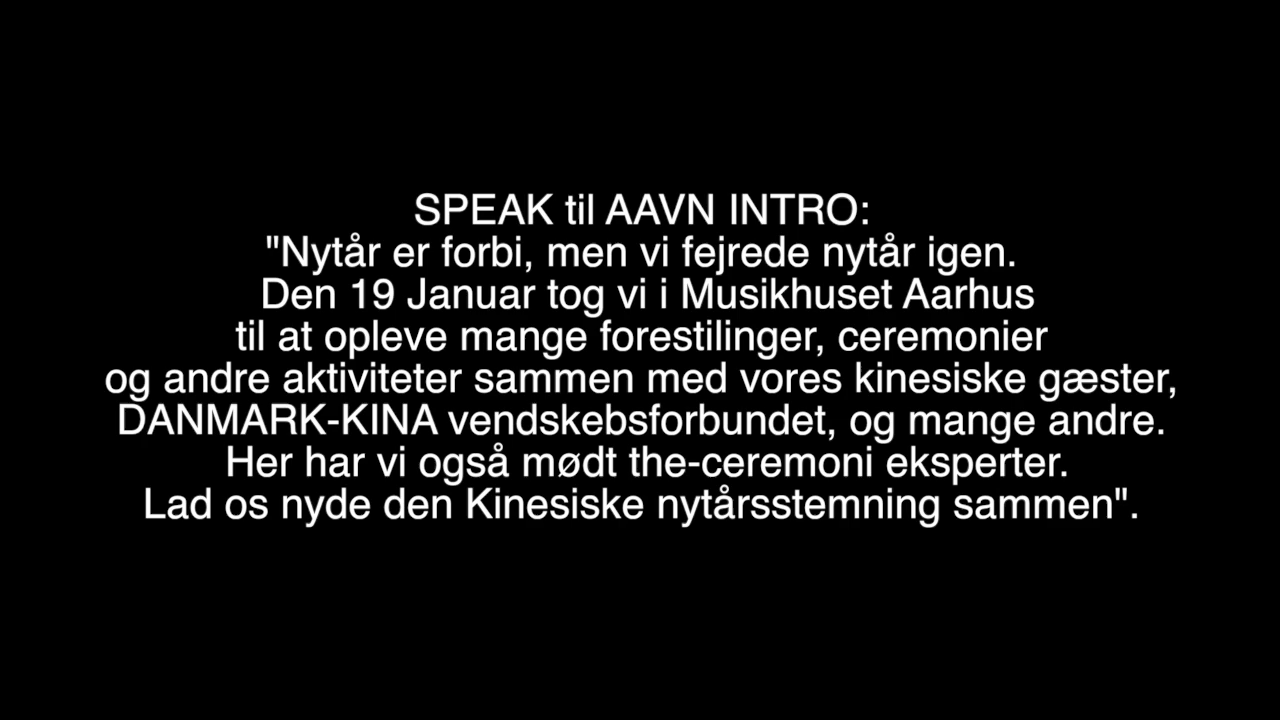 SPEAK til AAVN INTRO:
"Nytår er forbi, men vi fejrede nytår igen.
Den 19 Januar tog vi i Musikhuset Aarhus
til at opleve mange forestilinger, ceremonier
og andre aktiviteter sammen med vores kinesiske gæster,
DANMARK-KINA vendskebsforbundet, og mange andre.
Her har vi også mødt the-ceremoni eksperter.
Lad os nyde den Kinesiske nytårsstemning sammen".